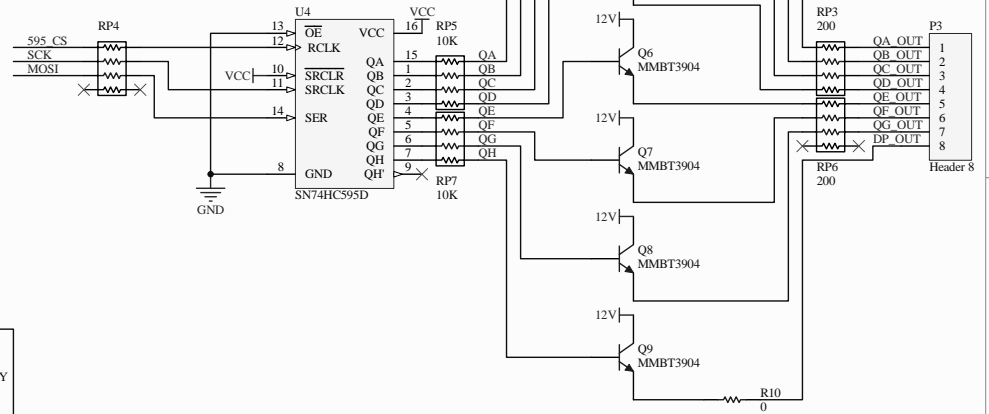 RP4
595_CS
SCK
MOSI
GND
U4
13
12
10
11
14
8
VCC
OE
RCLK
SRCLR
SRCLK
SER
GND
VCC
QA
QB
QC
QD
QE
QF
QG
QH
QH'
SN74HC595D
VCC
16
15
1
2
3
4
5
6
7
9
RP5
10K
QA
QB
QC
QD
QE
QF
QG
QH
RP7
10K
12V
Q6
MMBT3904
12V
Q7
MMBT3904
12V
Q8
MMBT3904
12V
Q9
MMBT3904
R10
0
RP3
200
RP6
200
QA_OUT
QB_OUT
QC_OUT
QD_OUT
QE_OUT
QF_OUT
QG_OUT
DP_OUT
P3
1
2
3
4
5
6
7
8
Header 8
Y